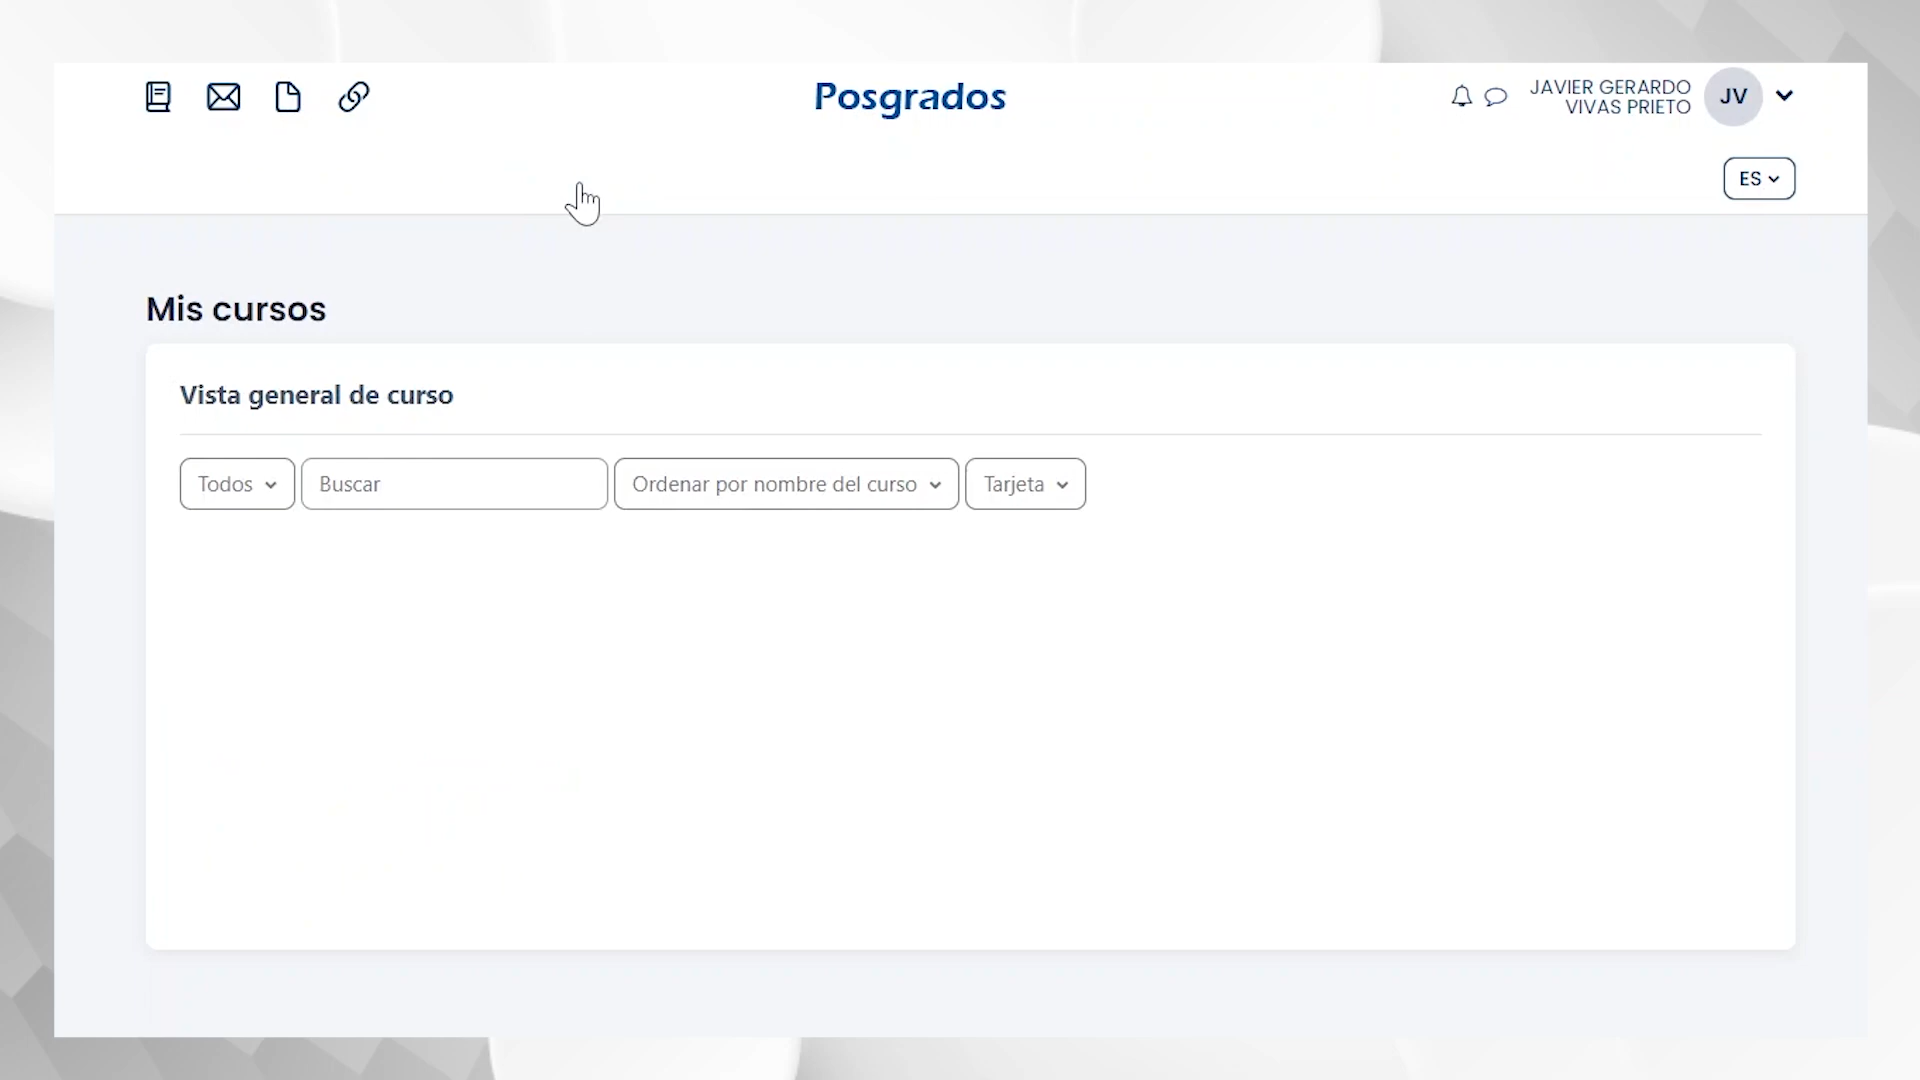 Posgrados
JAVIER GERARDO
VIVAS PRIETO
JV
ES
Mis cursos
Vista general de curso
Todos
Buscar
Ordenar por nombre del curso
Tarjeta